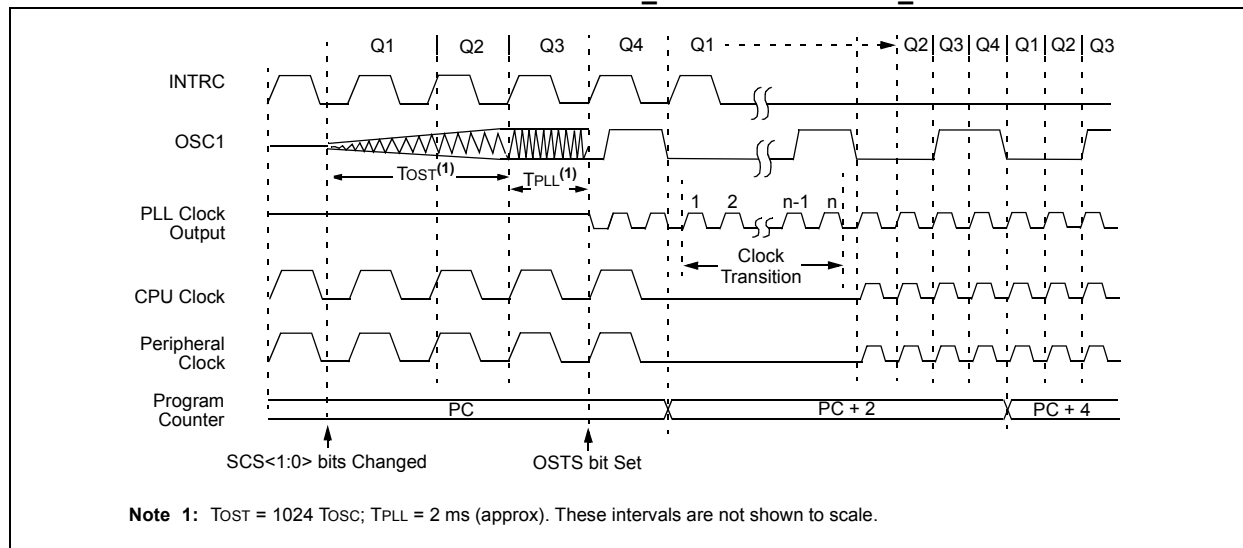 Q1 Q2 Q3 Q4 Q1 Q2 Q3 Q4 Q1 Q2 Q3
INTRC
OSC1
TOST(1)
TPLL(1)
PLL Clock
Output
1 2 n-1 n
Clock
Transition
CPU Clock
Peripheral
Clock
Program
Counter
PC PC + 2 PC + 4
SCS<1:0> bits Changed OSTS bit Set
Note 1: TOST = 1024 TOSC; TPLL = 2 ms (approx). These intervals are not shown to scale.